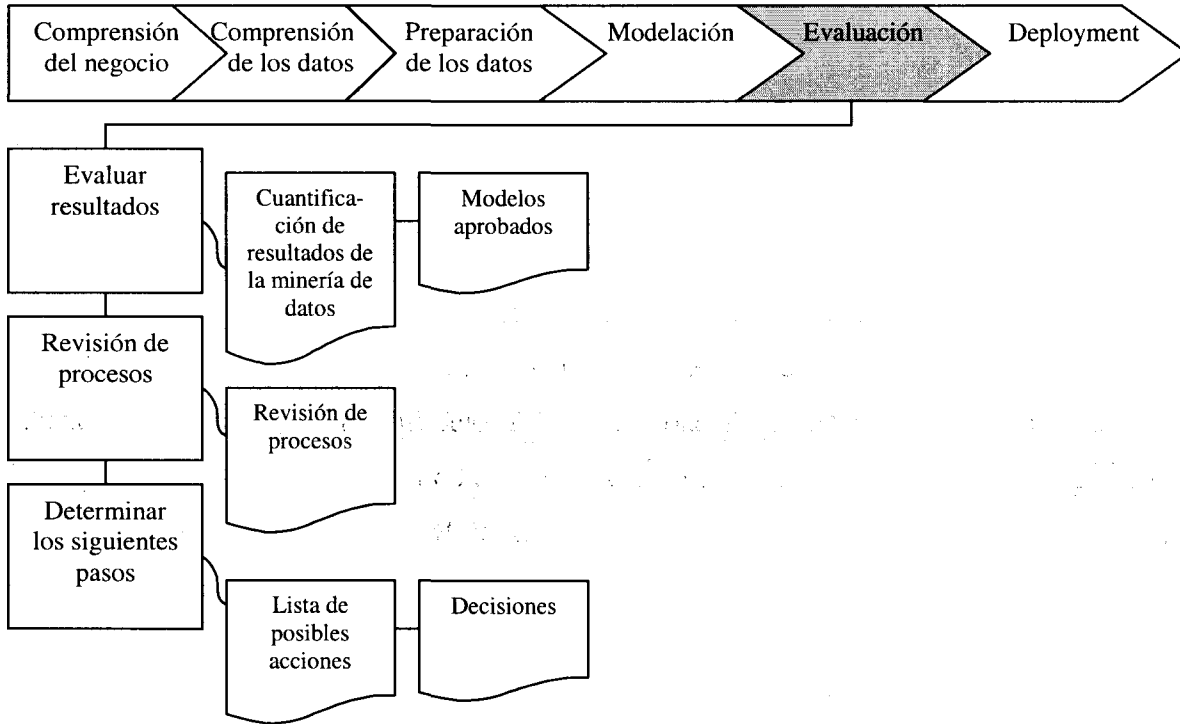 Comprensión
del negocio
Comprensión
de los datos
Preparación
de los datos
Modelación
Evaluación
Deployment
Evaluar
resultados
Cuantifica-
ción de
resultados de
la minería de
datos
Modelos
aprobados
Revisión de
procesos
Revisión de
procesos
Determinar
los siguientes
pasos
Lista de
posibles
acciones
Decisiones